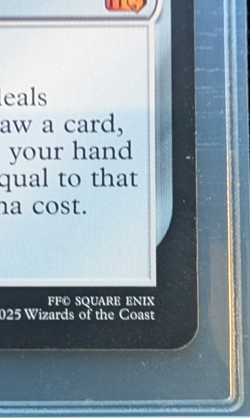 leals
aw a card,
your hand
qual to that
na cost.
FF© SQUARE ENIX
025 Wizards of the Coast